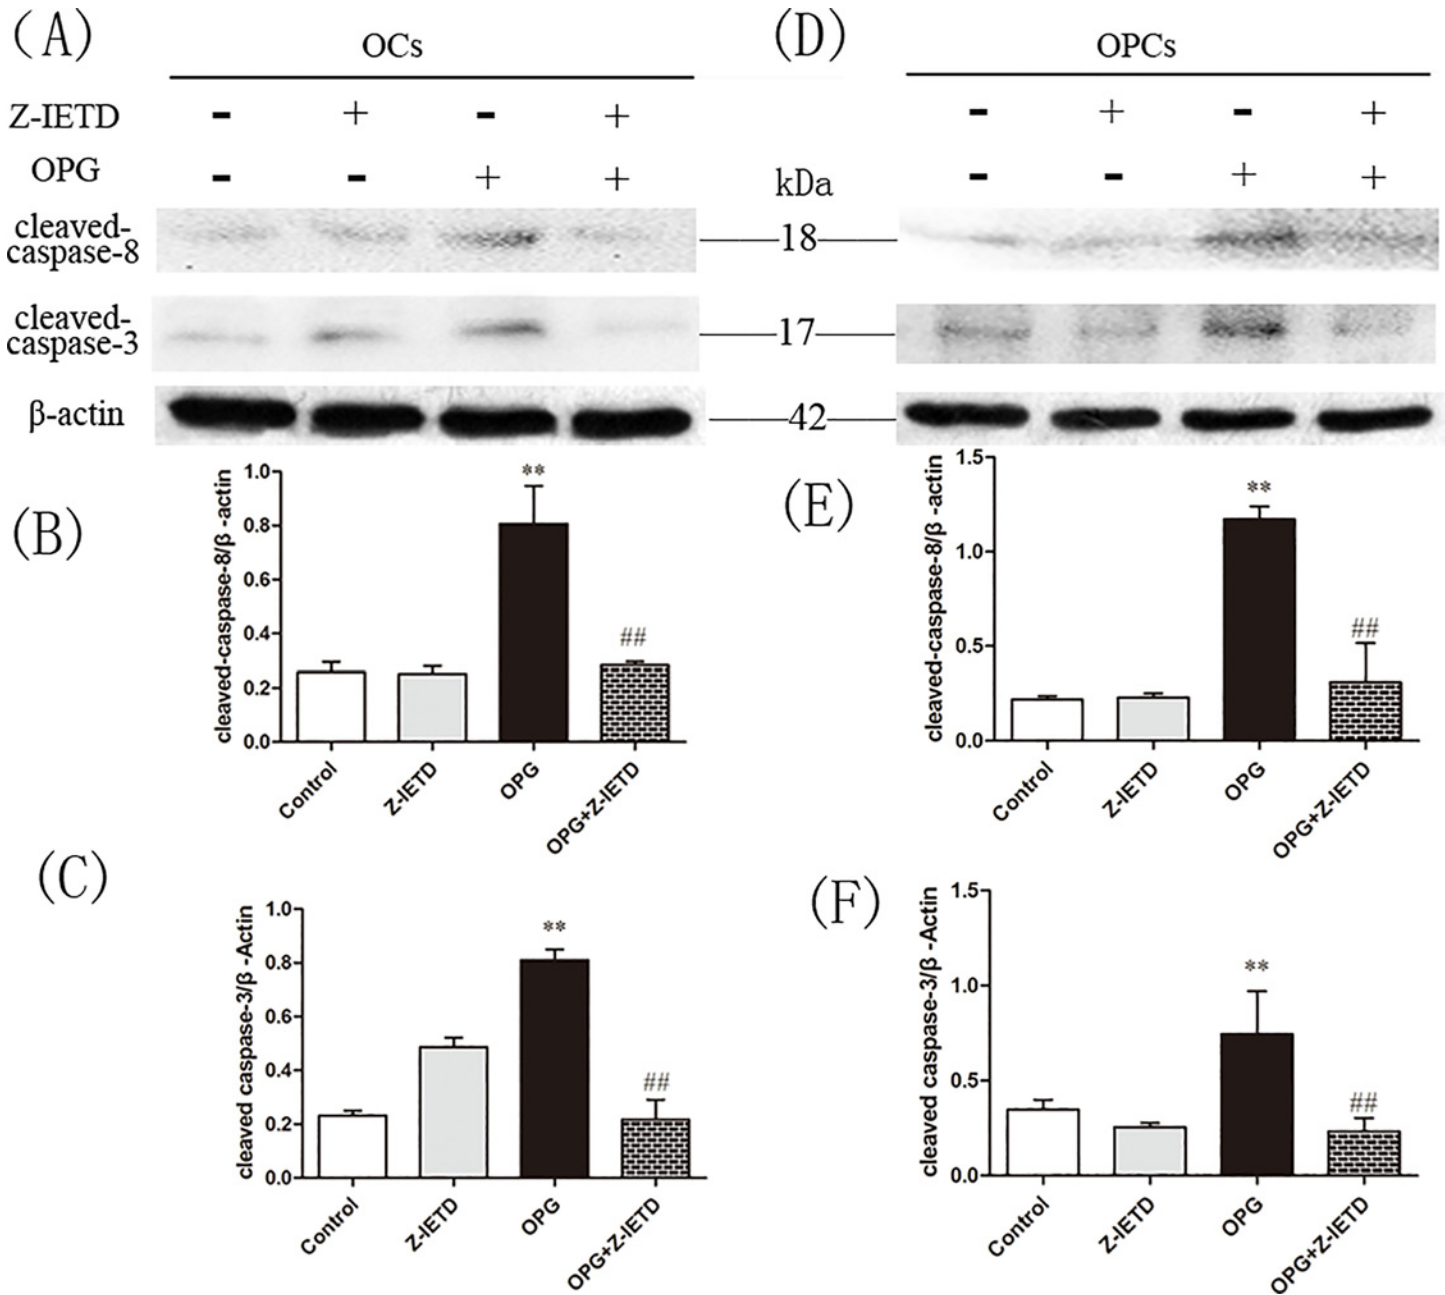 (A)
OCs
(D)
OPCs
Z-IETD - + - +
- + - +
OPG - - + +
kDa
- - + +
cleaved-
caspase-8
18
cleaved-
caspase-3
17
β-actin
42
(B)
cleaved-caspase-8/β -actin
1.0
0.8
0.6
0.4
0.2
0.0
**
##
Control
Z-IETD
OPG
OPG+Z-IETD
(E)
cleaved-caspase-8/β -actin
1.5
1.0
0.5
0.0
**
##
Control
Z-IETD
OPG
OPG+Z-IETD
(C)
cleaved caspase-3/β -Actin
1.0
0.8
0.6
0.4
0.2
0.0
**
##
Control
Z-IETD
OPG
OPG+Z-IETD
(F)
cleaved caspase-3/β -Actin
1.5
1.0
0.5
0.0
**
##
Control
Z-IETD
OPG
OPG+Z-IETD